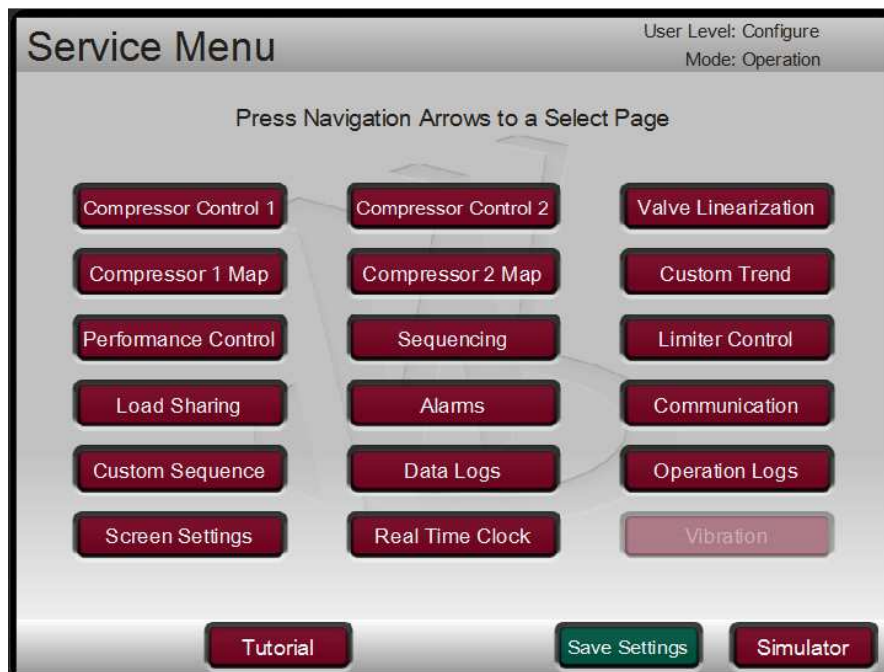 Service Menu
User Level: Configure
Mode: Operation
Press Navigation Arrows to a Select Page
Compressor Control 1
Compressor Control 2
Valve Linearization
Compressor 1 Map
Compressor 2 Map
Custom Trend
Performance Control
Sequencing
Limiter Control
Load Sharing
Alarms
Communication
Custom Sequence
Data Logs
Operation Logs
Screen Settings
Real Time Clock
Vibration
Tutorial
Save Settings
Simulator